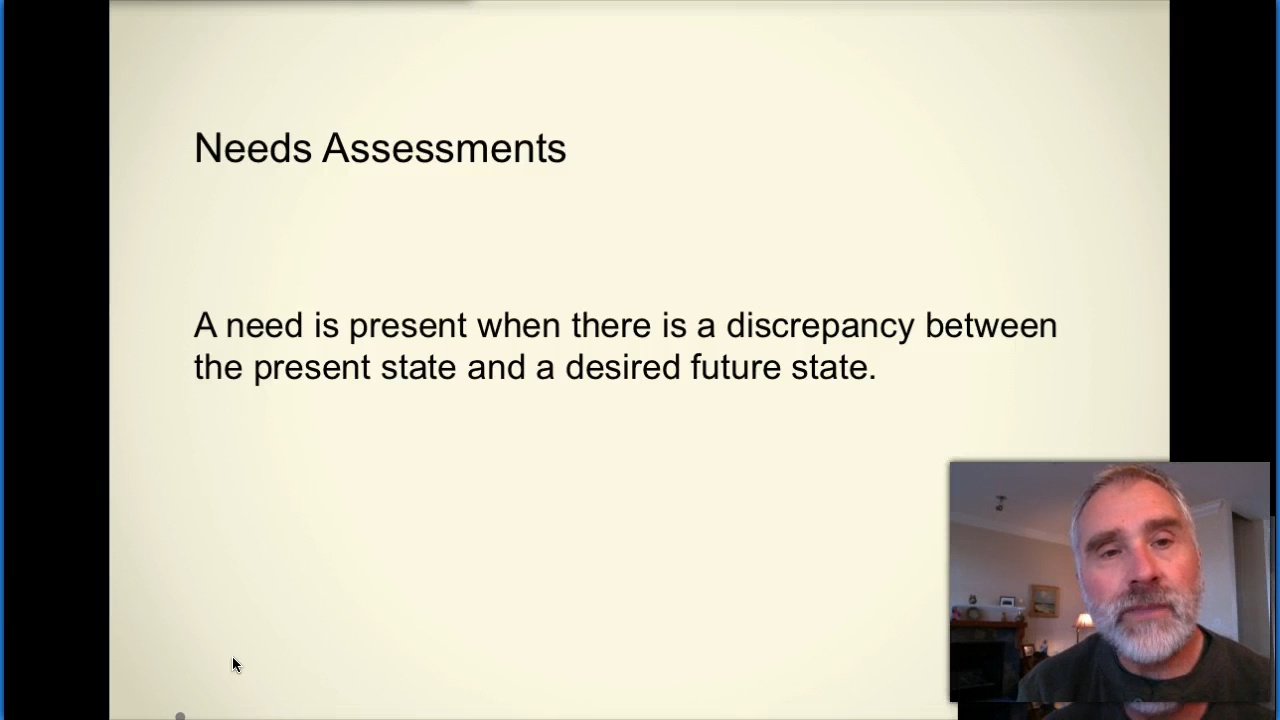 Needs Assessments
A need is present when there is a discrepancy between
the present state and a desired future state.